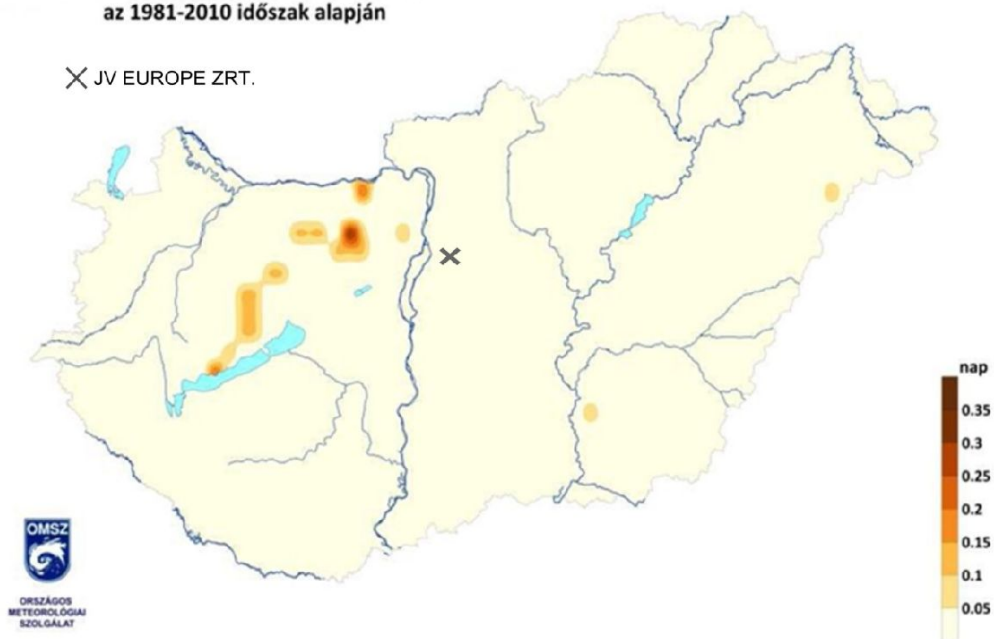 az 1981-2010 időszak alapján
JV EUROPE ZRT.
nap
0.35
0.3
0.25
0.2
0.15
0.1
0.05
OMSZ
ORSZÁGOS
METEOROLÓGIAI
SZOLGÁLAT